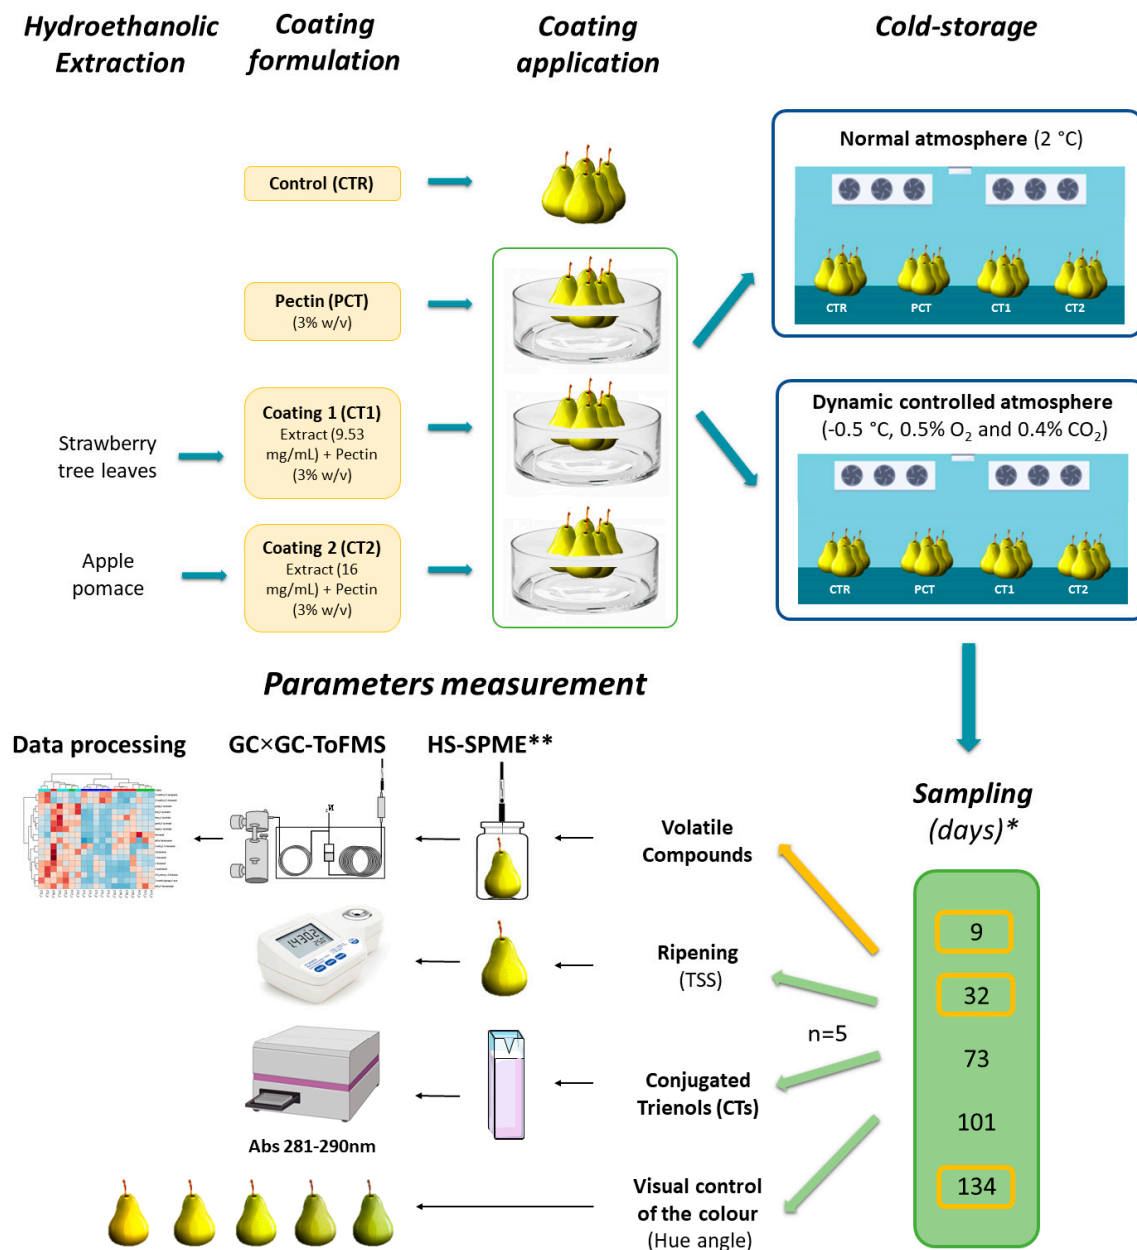 Hydroethanolic
Extraction
Coating
formulation
Coating
application
Cold-storage
Control (CTR)
Pectin (PCT)
(3% w/v)
Strawberry
tree leaves
Coating 1 (CT1)
Extract (9.53
mg/mL) + Pectin
(3% w/v)
Apple
pomace
Coating 2 (CT2)
Extract (16
mg/mL) + Pectin
(3% w/v)
Normal atmosphere (2 °C)
CTR PCT CT1 CT2
Dynamic controlled atmosphere
(-0.5 °C, 0.5% O₂ and 0.4% CO₂)
CTR PCT CT1 CT2
Parameters measurement
Data processing
GC×GC-ToFMS
HS-SPME**
Volatile
Compounds
Ripening
(TSS)
Conjugated
Trienols (CTs)
Abs 281-290nm
Visual control
of the colour
(Hue angle)
n=5
Sampling
(days)*
9
32
73
101
134